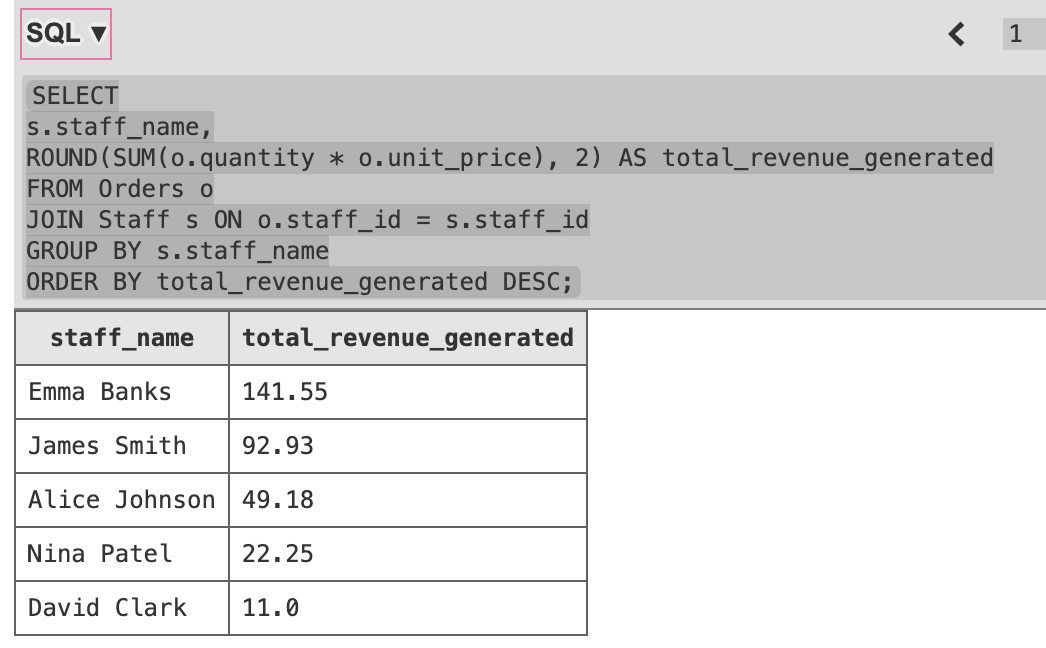 SQL ▼
1
SELECT
s.staff_name,
ROUND(SUM(o.quantity * o.unit_price), 2) AS total_revenue_generated
FROM Orders o
JOIN Staff s ON o.staff_id = s.staff_id
GROUP BY s.staff_name
ORDER BY total_revenue_generated DESC;
staff_name total_revenue_generated
Emma Banks 141.55
James Smith 92.93
Alice Johnson 49.18
Nina Patel 22.25
David Clark 11.0